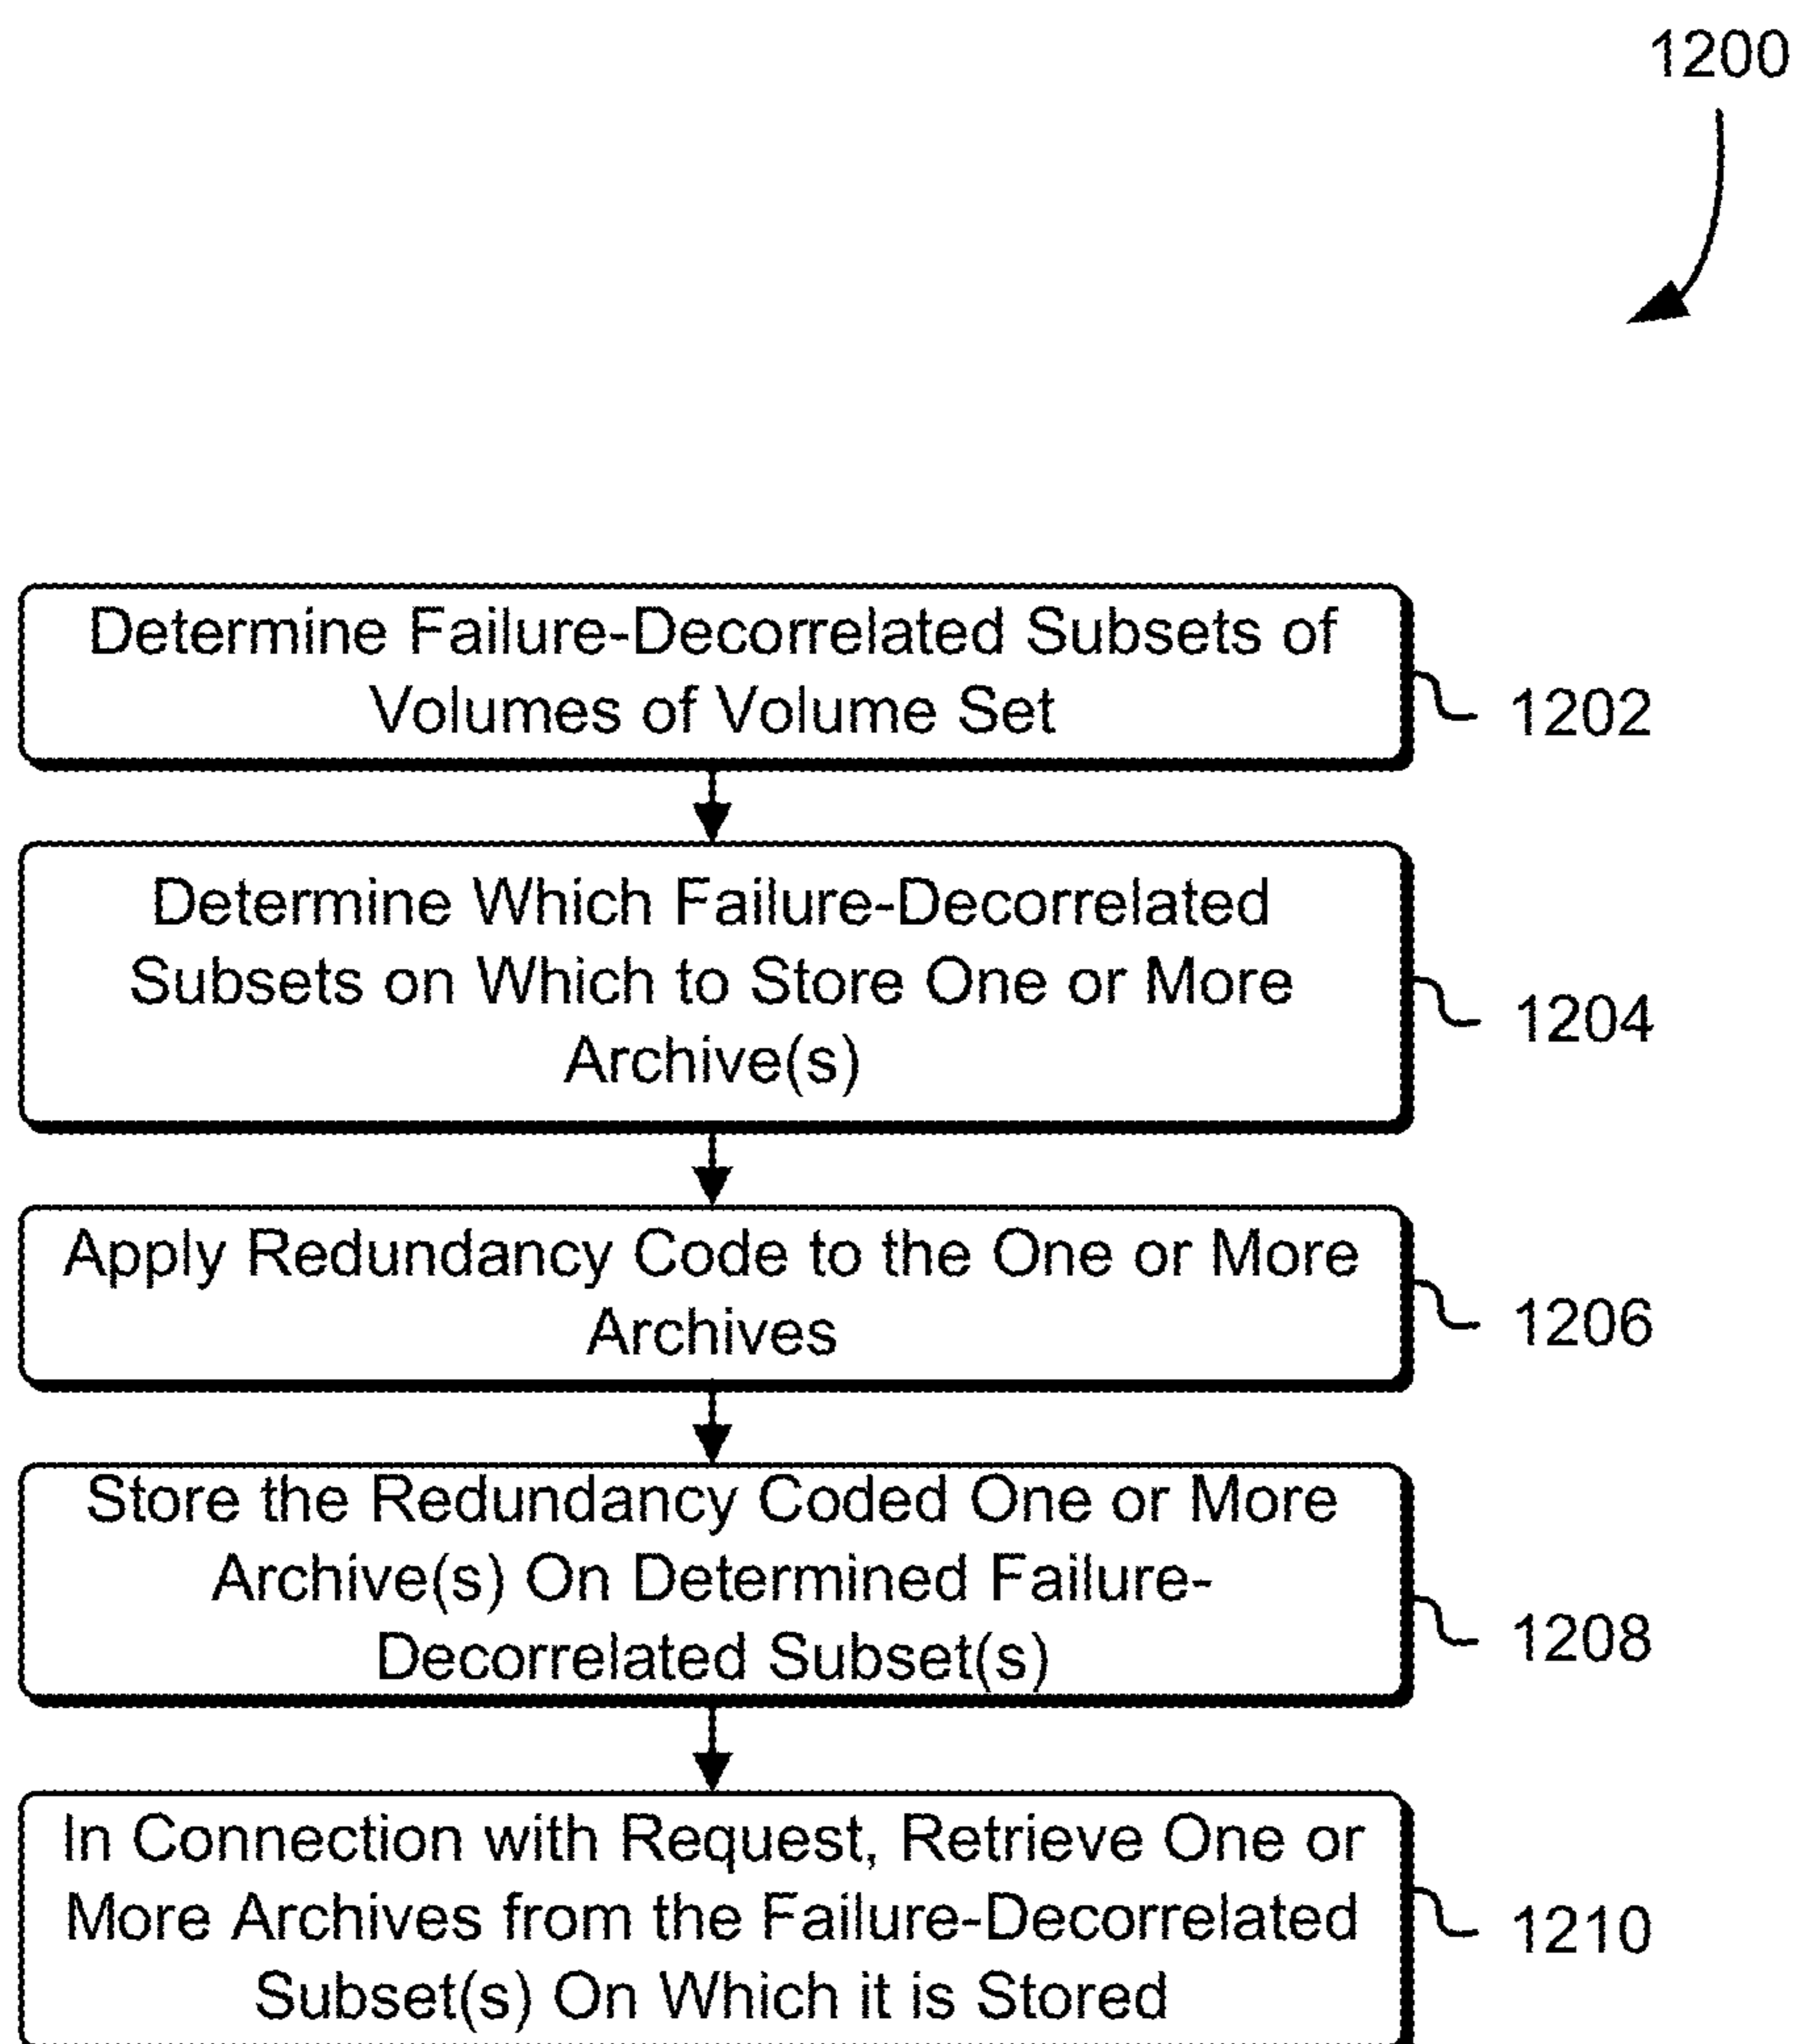 1200
Determine Failure-Decorrelated Subsets of
Volumes of Volume Set
1202
Determine Which Failure-Decorrelated
Subsets on Which to Store One or More
Archive(s)
1204
Apply Redundancy Code to the One or More
Archives
1206
Store the Redundancy Coded One or More
Archive(s) On Determined Failure-
Decorrelated Subset(s)
1208
In Connection with Request, Retrieve One or
More Archives from the Failure-Decorrelated
Subset(s) On Which it is Stored
1210